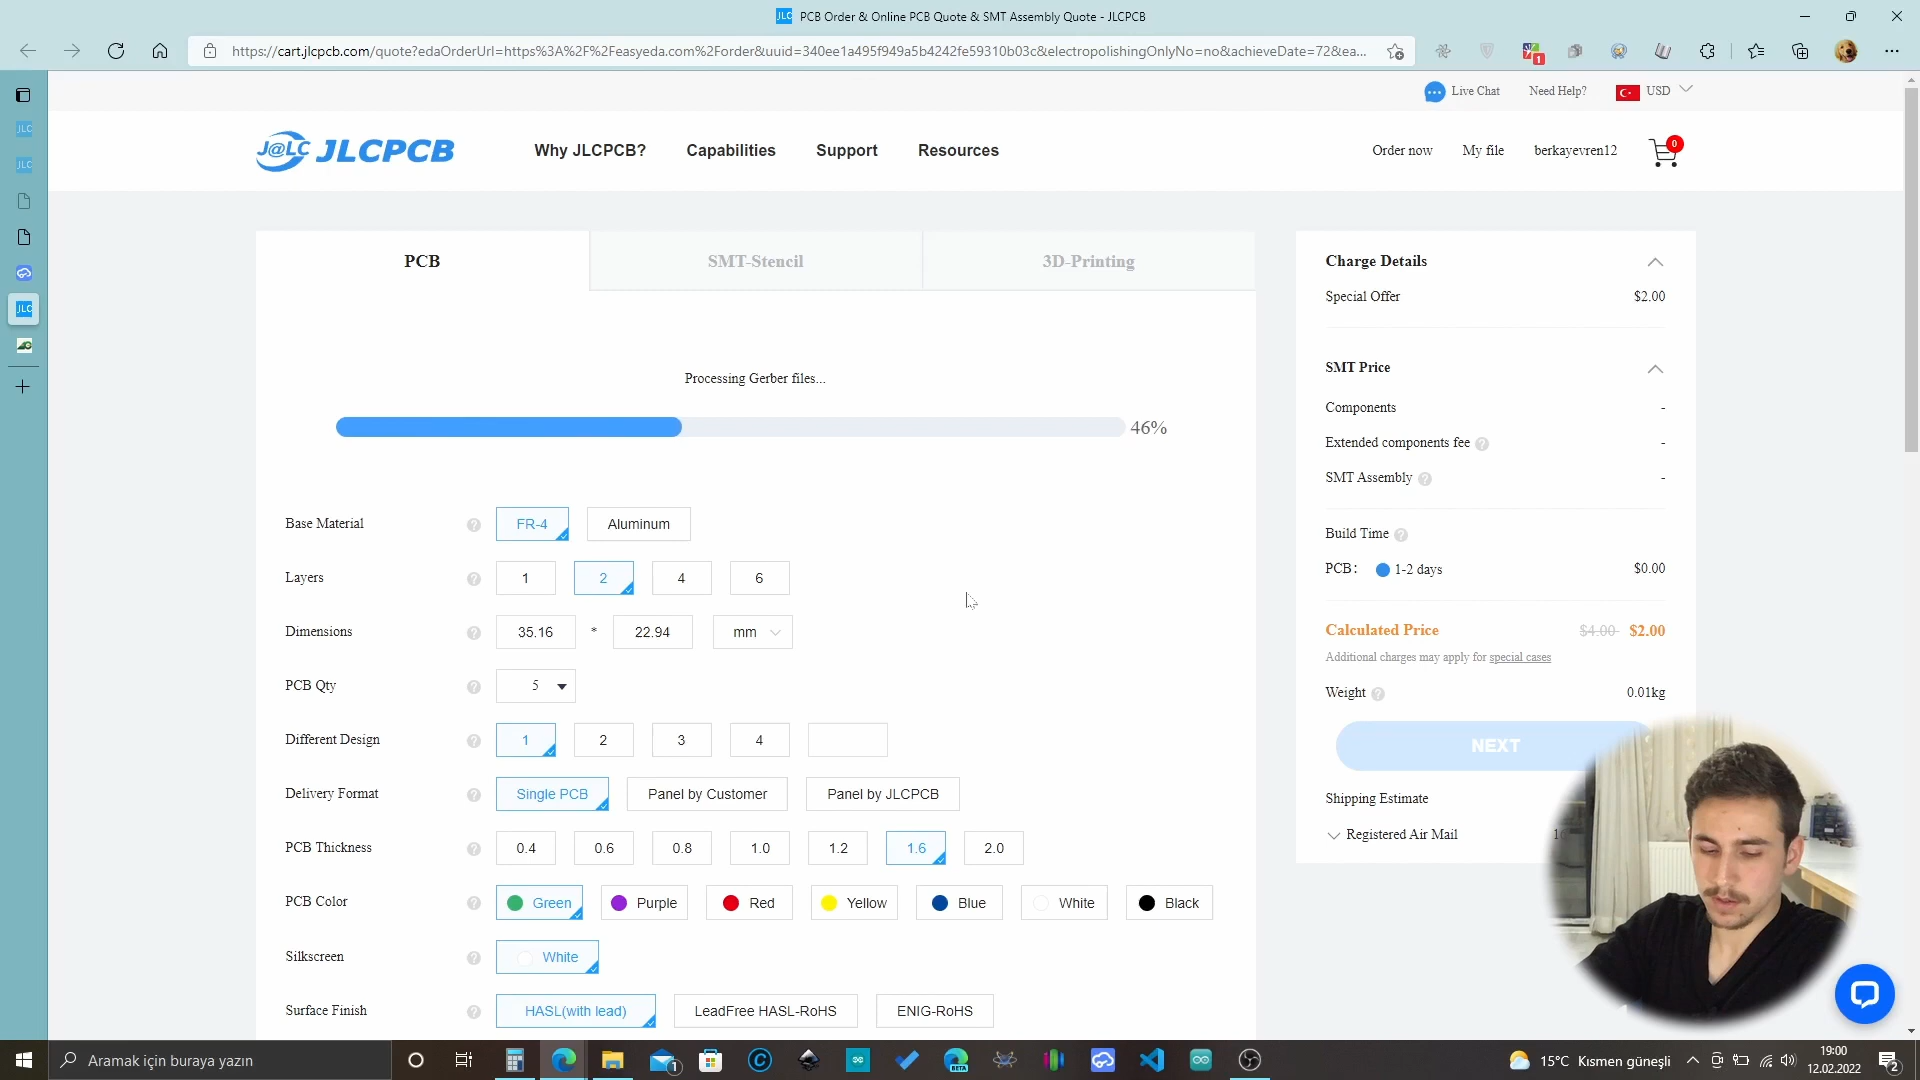 PCB Order & Online PCB Quote & SMT Assembly Quote - JLCPCB
https://cart.jlcpcb.com/quote?edaOrderUrl=https%3A%2F%2Feasyeda.com%2Forder&uuid=340ee1a495f949a5b4242fe59310b03c&electropolishingOnlyNo=no&achieveDate=72&ea...
1
Live Chat Need Help? USD
J@LC JLCPCB Why JLCPCB? Capabilities Support Resources Order now My file berkayevren12 0
JLC
JLC
JLC
PCB SMT-Stencil 3D-Printing
Processing Gerber files...
46%
Base Material ? FR-4 Aluminum
Layers ? 1 2 4 6
Dimensions ? 35.16 * 22.94 mm
PCB Qty ? 5
Different Design ? 1 2 3 4
Delivery Format ? Single PCB Panel by Customer Panel by JLCPCB
PCB Thickness ? 0.4 0.6 0.8 1.0 1.2 1.6 2.0
PCB Color ? Green Purple Red Yellow Blue White Black
Silkscreen ? White
Surface Finish ? HASL(with lead) LeadFree HASL-RoHS ENIG-RoHS
Charge Details
Special Offer $2.00
SMT Price
Components -
Extended components fee ? -
SMT Assembly ? -
Build Time ?
PCB: 1-2 days $0.00
Calculated Price $4.00 $2.00
Additional charges may apply for special cases
Weight ? 0.01kg
NEXT
Shipping Estimate
Registered Air Mail
Aramak için buraya yazın
1
BETA
15°C Kısmen güneşli
19:00
12.02.2022
2